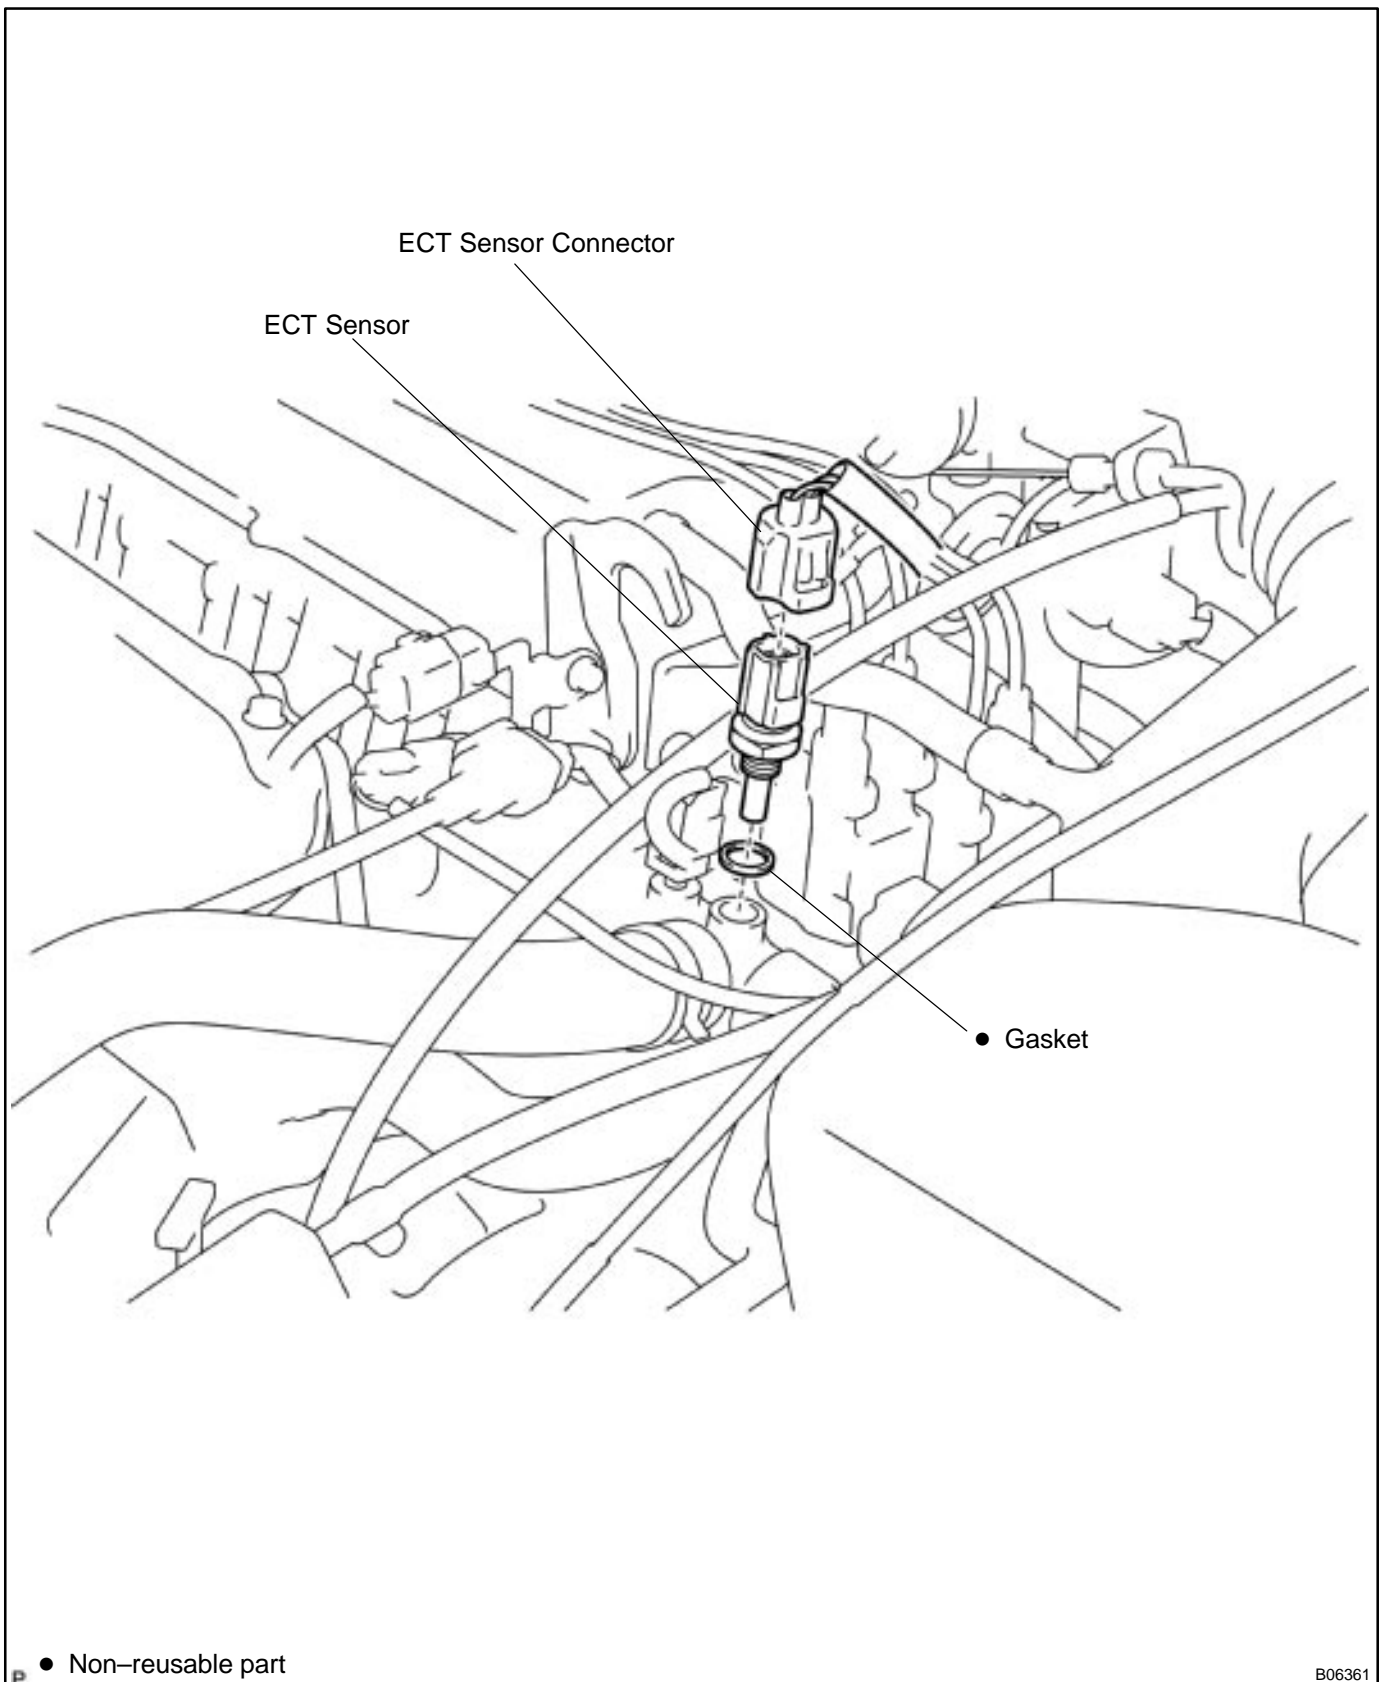 ECT Sensor Connector
ECT Sensor
● Gasket
P
● Non–reusable part
B06361